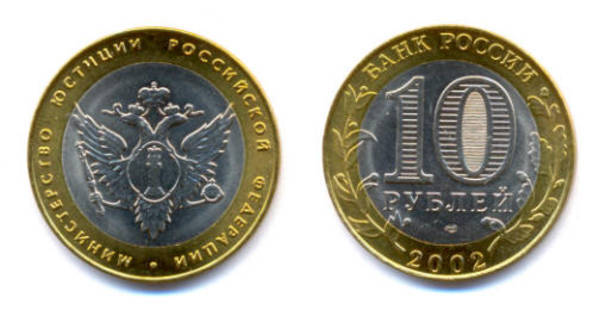 МИНИСТЕРСТВО ЮСТИЦИИ РОССИЙСКОЙ ФЕДЕРАЦИИ •
БАНК РОССИИ
10
РУБЛЕЙ
2002